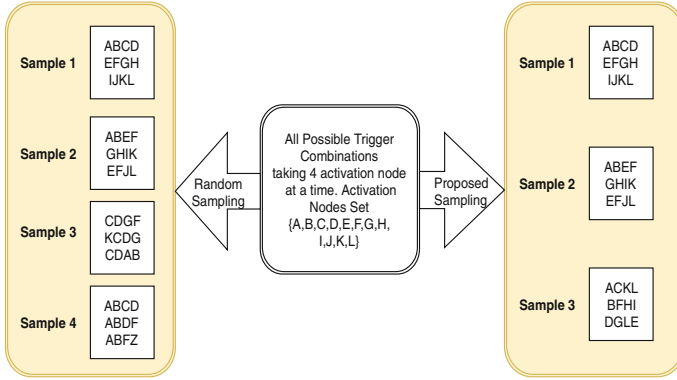 Sample 1
ABCD
EFGH
IJKL
Sample 2
ABEF
GHIK
EFJL
Sample 3
CDGF
KCDG
CDAB
Sample 4
ABCD
ABDF
ABFZ
Random
Sampling
All Possible Trigger
Combinations
taking 4 activation node
at a time. Activation
Nodes Set
{A,B,C,D,E,F,G,H,
I,J,K,L}
Proposed
Sampling
Sample 1
ABCD
EFGH
IJKL
Sample 2
ABEF
GHIK
EFJL
Sample 3
ACKL
BFHI
DGLE